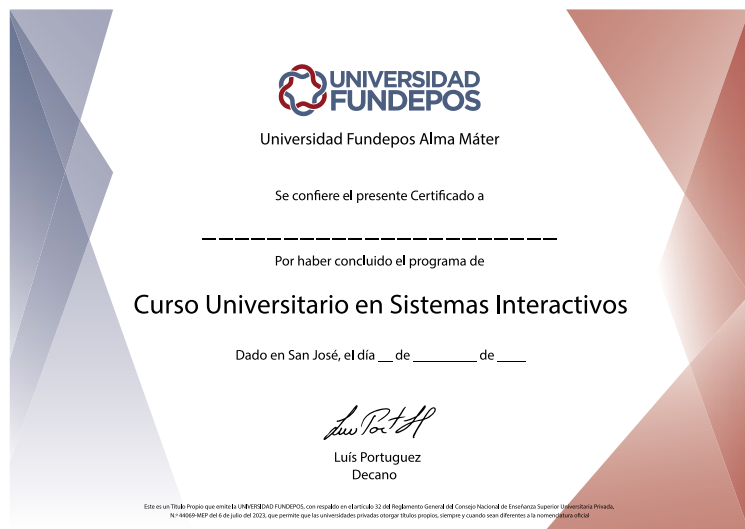 UNIVERSIDAD
FUNDEPOS
Universidad Fundepos Alma Máter
Se confiere el presente Certificado a
_ _ _ _ _ _ _ _ _ _ _ _ _ _ _ _ _ _ _ _ _ _
Por haber concluido el programa de
Curso Universitario en Sistemas Interactivos
Dado en San José, el día __ de _________ de ____
Luís Portuguez
Decano
Este es un Título Propio que emite la UNIVERSIDAD FUNDEPOS, con respaldo en el artículo 32 del Reglamento General del Consejo Nacional de Enseñanza Superior Universitaria Privada,
N.º 44069-MEP del 6 de julio del 2023, que permite que las universidades privadas otorgar títulos propios, siempre y cuando sean diferentes a la nomenclatura oficial